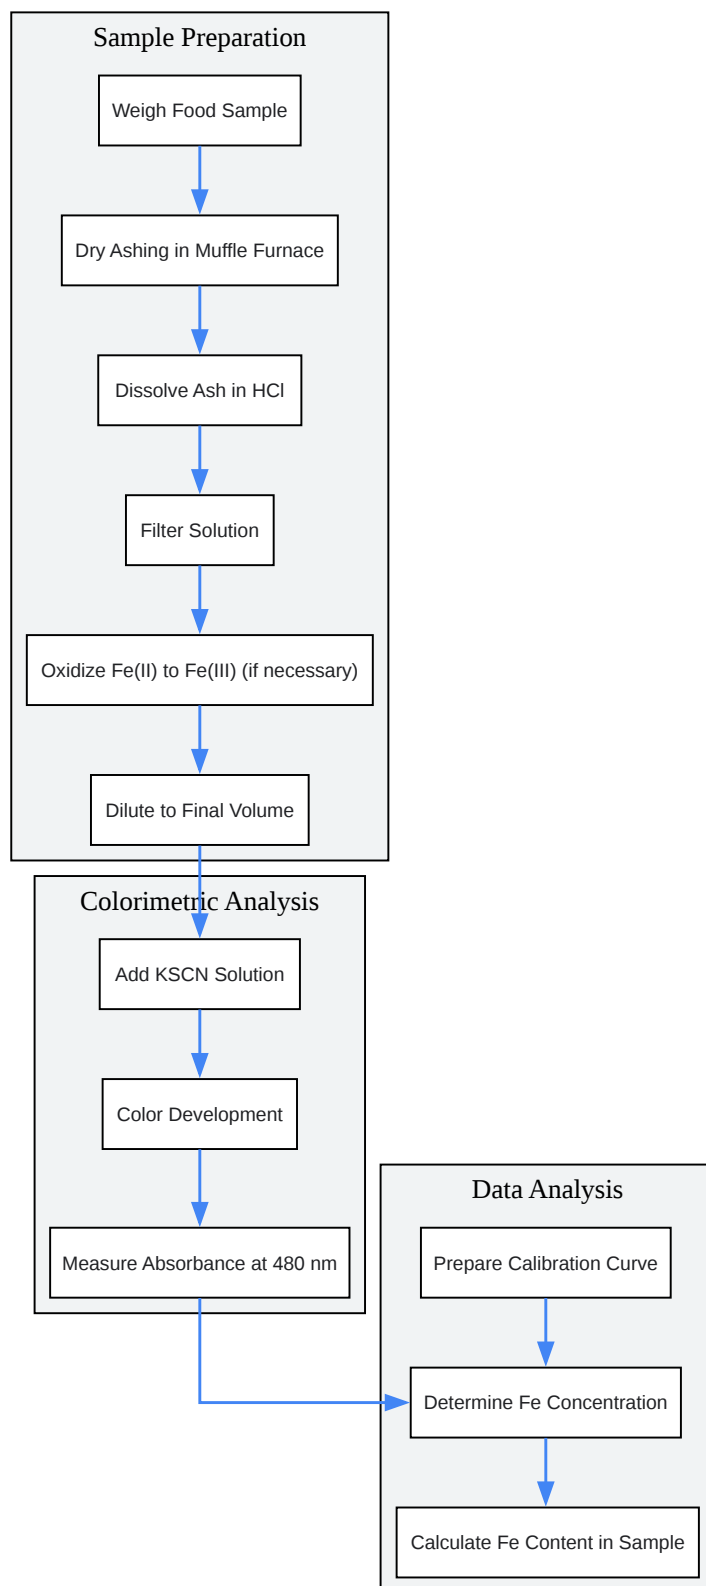 Sample Preparation
Weigh Food Sample
Dry Ashing in Muffle Furnace
Dissolve Ash in HCl
Filter Solution
Oxidize Fe(II) to Fe(III) (if necessary)
Dilute to Final Volume
Colorimetric Analysis
Add KSCN Solution
Color Development
Measure Absorbance at 480 nm
Data Analysis
Prepare Calibration Curve
Determine Fe Concentration
Calculate Fe Content in Sample